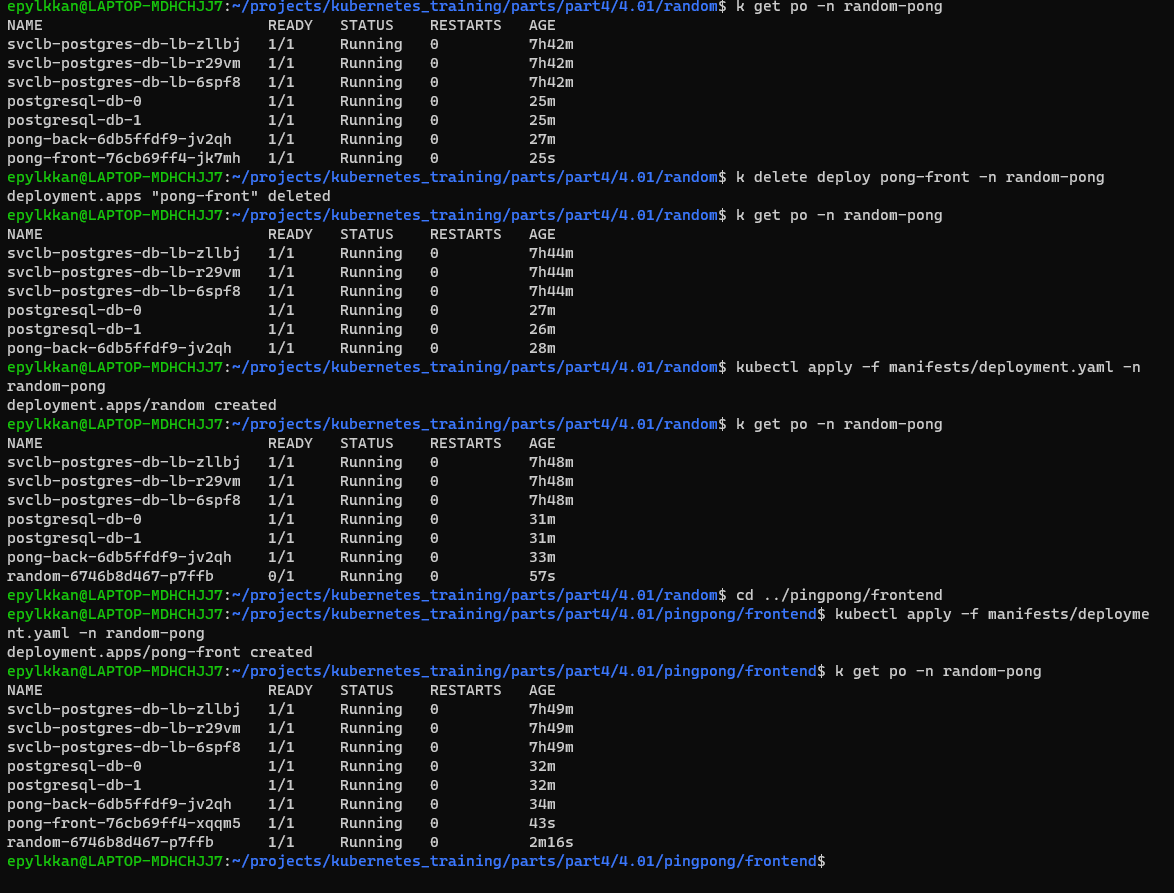 epylkkan@LAPTOP-MDHCHJJ7:~/projects/kubernetes_training/parts/part4/4.01/random$ k get po -n random-pong
NAME                         READY   STATUS    RESTARTS   AGE
svclb-postgres-db-lb-zllbj   1/1     Running   0          7h42m
svclb-postgres-db-lb-r29vm   1/1     Running   0          7h42m
svclb-postgres-db-lb-6spf8   1/1     Running   0          7h42m
postgresql-db-0              1/1     Running   0          25m
postgresql-db-1              1/1     Running   0          25m
pong-back-6db5ffdf9-jv2qh    1/1     Running   0          27m
pong-front-76cb69ff4-jk7mh   1/1     Running   0          25s
epylkkan@LAPTOP-MDHCHJJ7:~/projects/kubernetes_training/parts/part4/4.01/random$ k delete deploy pong-front -n random-pong
deployment.apps "pong-front" deleted
epylkkan@LAPTOP-MDHCHJJ7:~/projects/kubernetes_training/parts/part4/4.01/random$ k get po -n random-pong
NAME                         READY   STATUS    RESTARTS   AGE
svclb-postgres-db-lb-zllbj   1/1     Running   0          7h44m
svclb-postgres-db-lb-r29vm   1/1     Running   0          7h44m
svclb-postgres-db-lb-6spf8   1/1     Running   0          7h44m
postgresql-db-0              1/1     Running   0          27m
postgresql-db-1              1/1     Running   0          26m
pong-back-6db5ffdf9-jv2qh    1/1     Running   0          28m
epylkkan@LAPTOP-MDHCHJJ7:~/projects/kubernetes_training/parts/part4/4.01/random$ kubectl apply -f manifests/deployment.yaml -n
random-pong
deployment.apps/random created
epylkkan@LAPTOP-MDHCHJJ7:~/projects/kubernetes_training/parts/part4/4.01/random$ k get po -n random-pong
NAME                         READY   STATUS    RESTARTS   AGE
svclb-postgres-db-lb-zllbj   1/1     Running   0          7h48m
svclb-postgres-db-lb-r29vm   1/1     Running   0          7h48m
svclb-postgres-db-lb-6spf8   1/1     Running   0          7h48m
postgresql-db-0              1/1     Running   0          31m
postgresql-db-1              1/1     Running   0          31m
pong-back-6db5ffdf9-jv2qh    1/1     Running   0          33m
random-6746b8d467-p7ffb      0/1     Running   0          57s
epylkkan@LAPTOP-MDHCHJJ7:~/projects/kubernetes_training/parts/part4/4.01/random$ cd ../pingpong/frontend
epylkkan@LAPTOP-MDHCHJJ7:~/projects/kubernetes_training/parts/part4/4.01/pingpong/frontend$ kubectl apply -f manifests/deployme
nt.yaml -n random-pong
deployment.apps/pong-front created
epylkkan@LAPTOP-MDHCHJJ7:~/projects/kubernetes_training/parts/part4/4.01/pingpong/frontend$ k get po -n random-pong
NAME                         READY   STATUS    RESTARTS   AGE
svclb-postgres-db-lb-zllbj   1/1     Running   0          7h49m
svclb-postgres-db-lb-r29vm   1/1     Running   0          7h49m
svclb-postgres-db-lb-6spf8   1/1     Running   0          7h49m
postgresql-db-0              1/1     Running   0          32m
postgresql-db-1              1/1     Running   0          32m
pong-back-6db5ffdf9-jv2qh    1/1     Running   0          34m
pong-front-76cb69ff4-xqqm5   1/1     Running   0          43s
random-6746b8d467-p7ffb      1/1     Running   0          2m16s
epylkkan@LAPTOP-MDHCHJJ7:~/projects/kubernetes_training/parts/part4/4.01/pingpong/frontend$